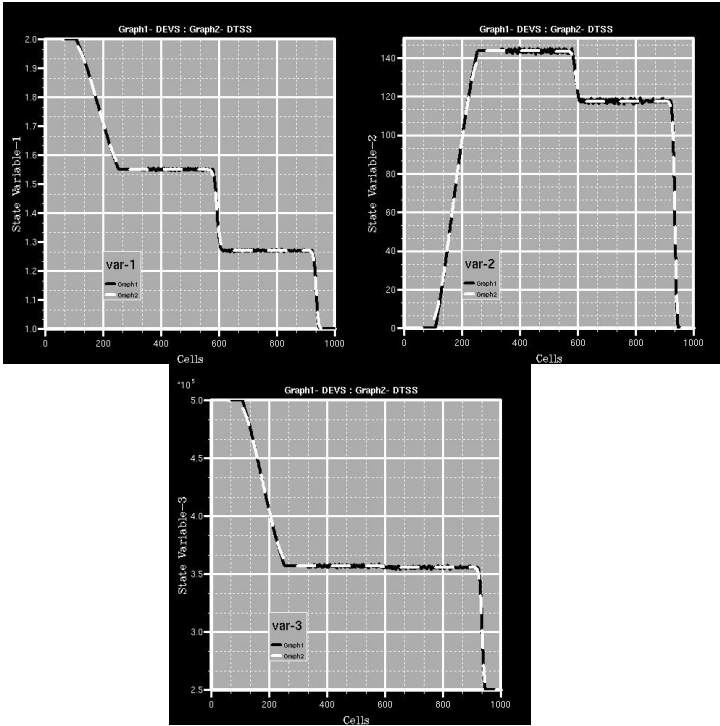 Graph1- DEVS : Graph2- DTSS
2.0
1.9
1.8
1.7
1.6
1.5
1.4
1.3
1.2
1.1
1.0
State Variable-1
var-1
Graph1
Graph2
0 200 400 600 800 1000
Cells
Graph1- DEVS : Graph2- DTSS
140
120
100
80
60
40
20
0
State Variable-2
var-2
Graph1
Graph2
0 200 400 600 800 1000
Cells
*10^5
Graph1- DEVS : Graph2- DTSS
5.0
4.5
4.0
3.5
3.0
2.5
State Variable-3
var-3
Graph1
Graph2
0 200 400 600 800 1000
Cells